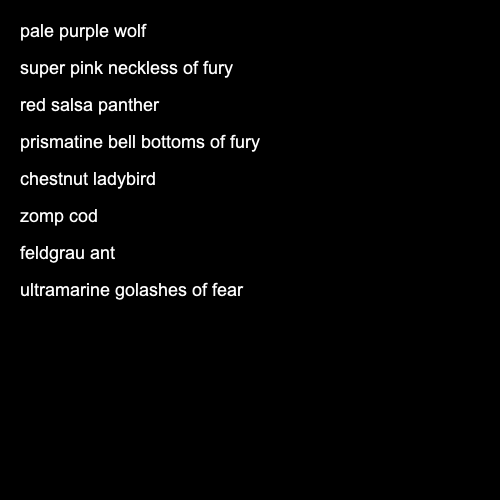 pale purple wolf
super pink neckless of fury
red salsa panther
prismatine bell bottoms of fury
chestnut ladybird
zomp cod
feldgrau ant
ultramarine golashes of fear